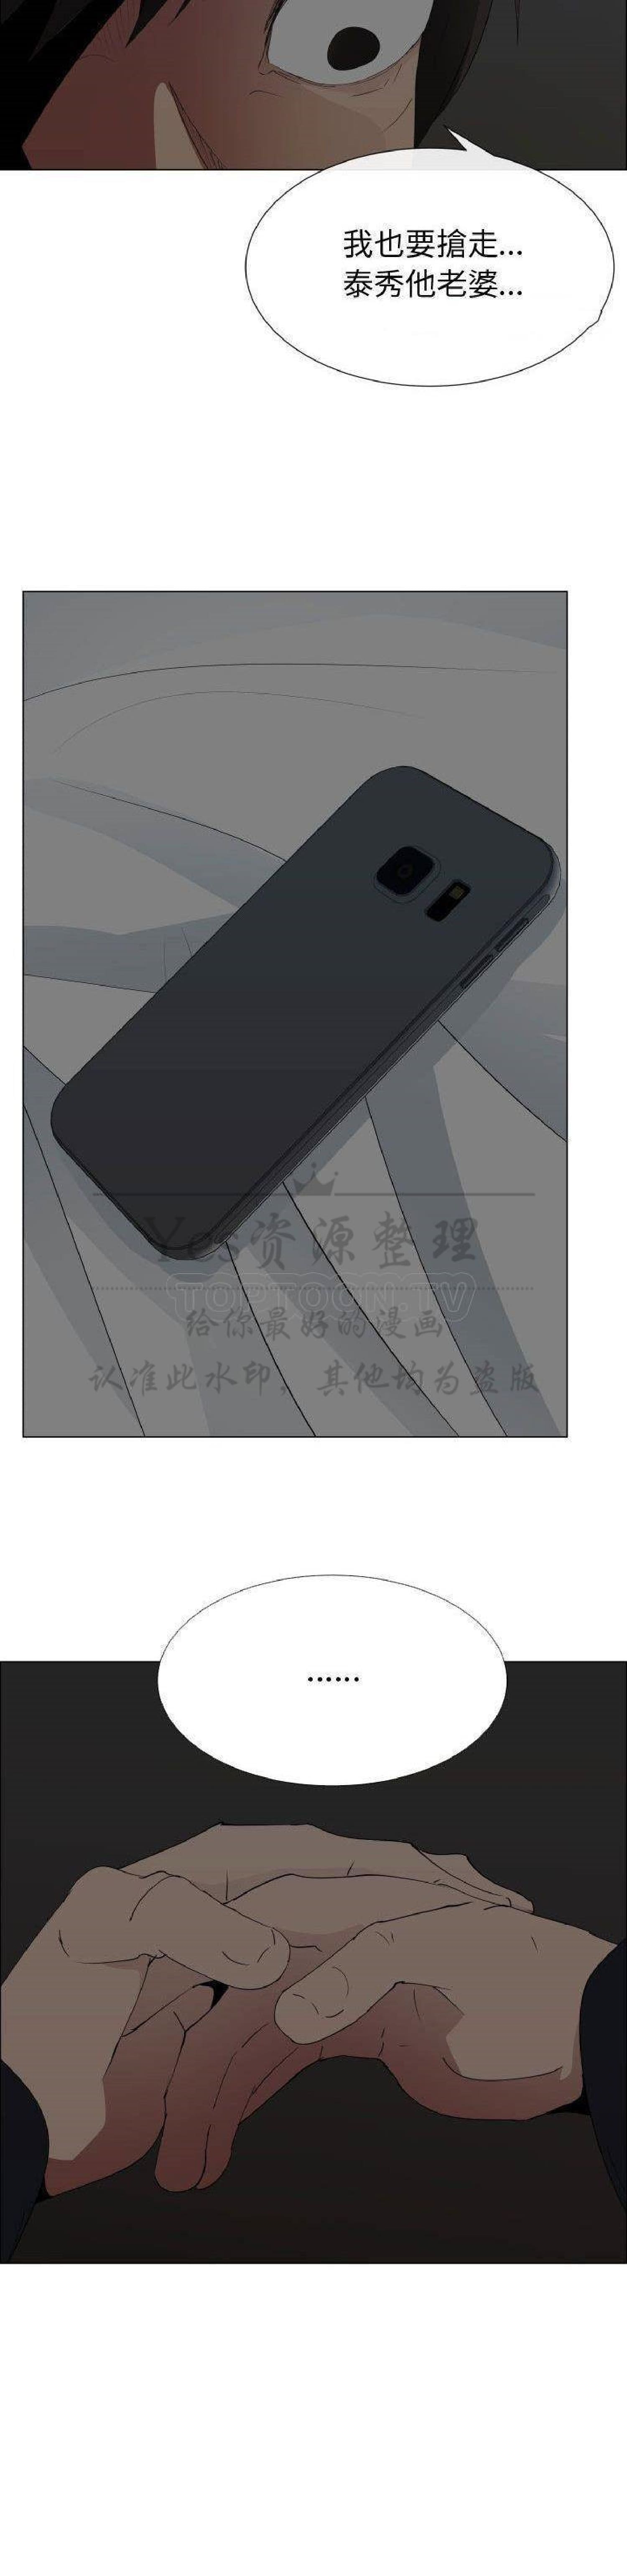 我也要搶走...
泰秀他老婆...
Yes资源整理
TOPTOON.TV
给你最好的漫画
认准此水印，其他均为盗版
......